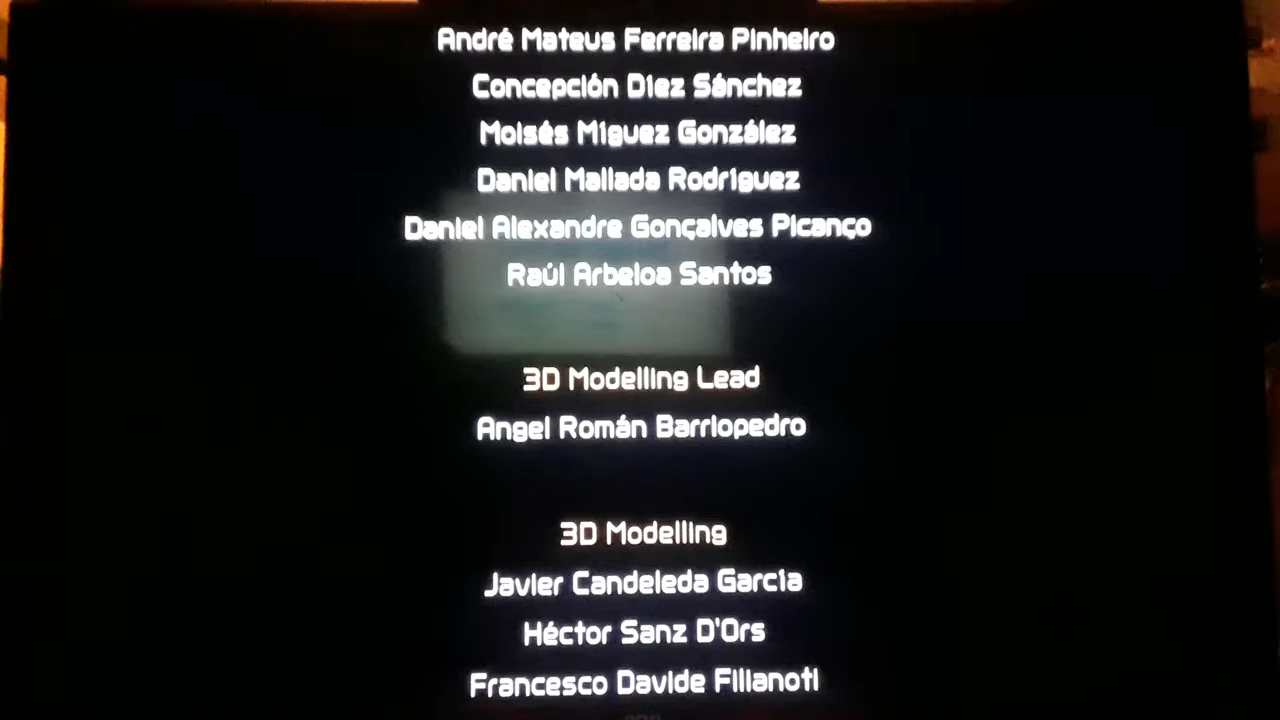 André Mateus Ferreira Pinheiro
Concepción Díez Sánchez
Moisés Míguez González
Daniel Mallada Rodríguez
Daniel Alexandre Gonçalves Picanço
Raúl Arbeloa Santos
3D Modelling Lead
Angel Román Barriopedro
3D Modelling
Javier Candeleda García
Héctor Sanz D'Ors
Francesco Davide Filianoti